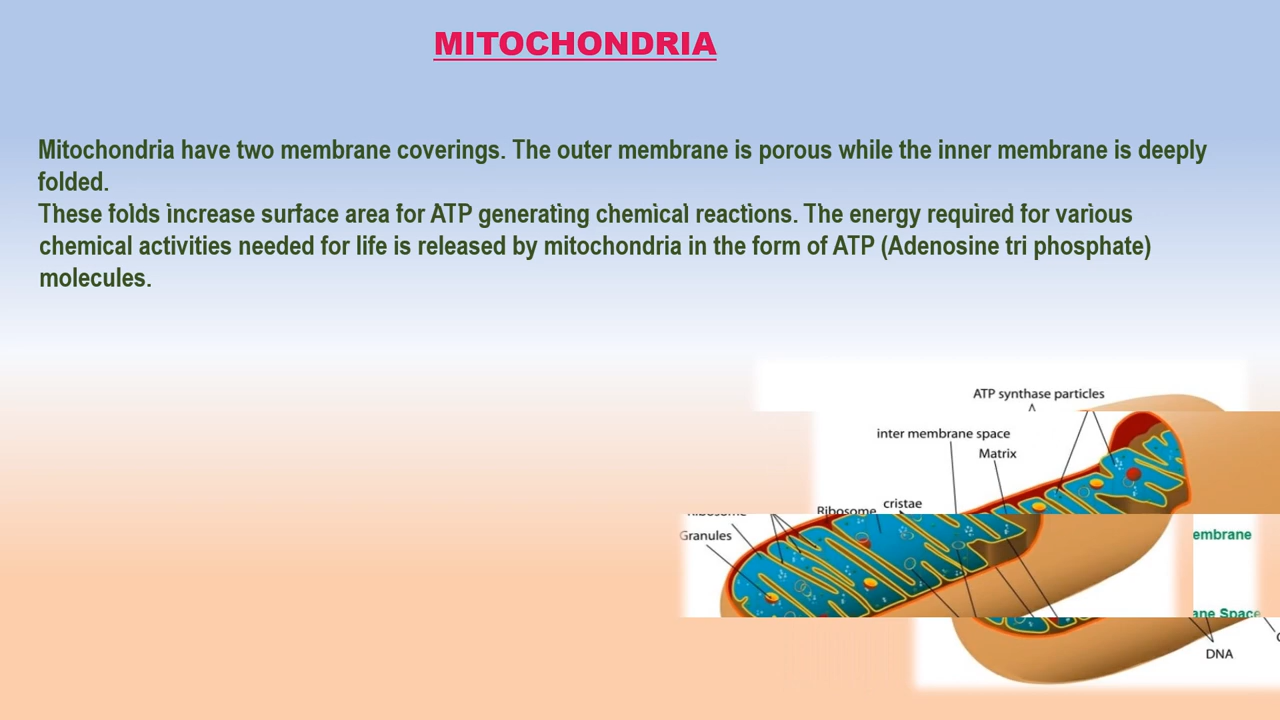 MITOCHONDRIA
Mitochondria have two membrane coverings. The outer membrane is porous while the inner membrane is deeply
folded.
These folds increase surface area for ATP generating chemical reactions. The energy required for various
chemical activities needed for life is released by mitochondria in the form of ATP (Adenosine tri phosphate)
molecules.
ATP synthase particles
inter membrane space
Matrix
cristae
Ribosome
Ribosome
Granules
embrane
ane Space
DNA